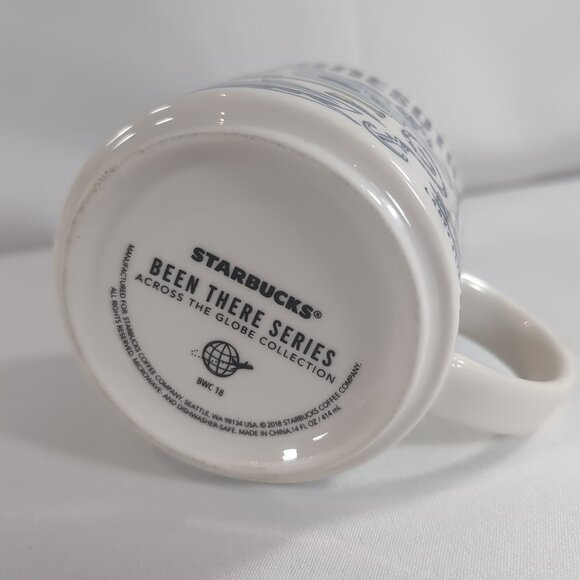 STARBUCKS®
BEEN THERE SERIES
ACROSS THE GLOBE COLLECTION
BWC 18
MANUFACTURED FOR STARBUCKS COFFEE COMPANY, SEATTLE, WA 98134 USA. © 2018 STARBUCKS COFFEE COMPANY.
ALL RIGHTS RESERVED. MICROWAVE AND DISHWASHER-SAFE. MADE IN CHINA.14 FL OZ / 414 mL